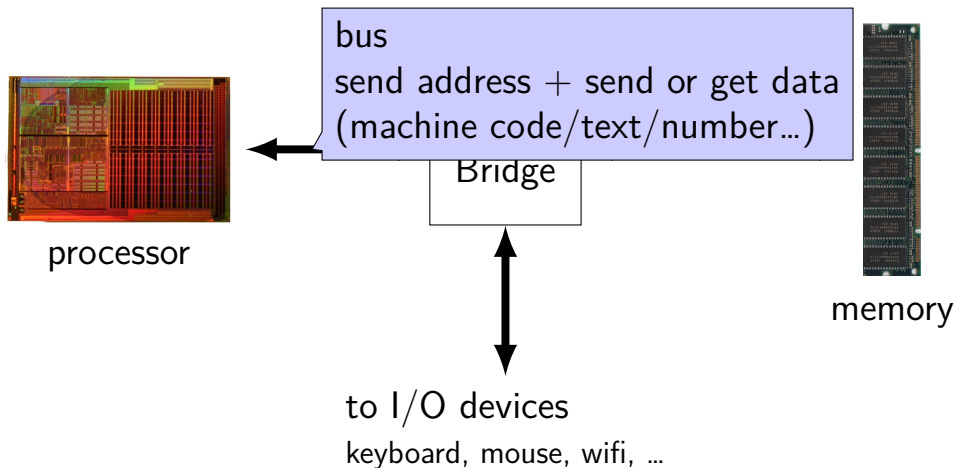 bus
send address + send or get data
(machine code/text/number…)
Bridge
processor
memory
to I/O devices
keyboard, mouse, wifi, …